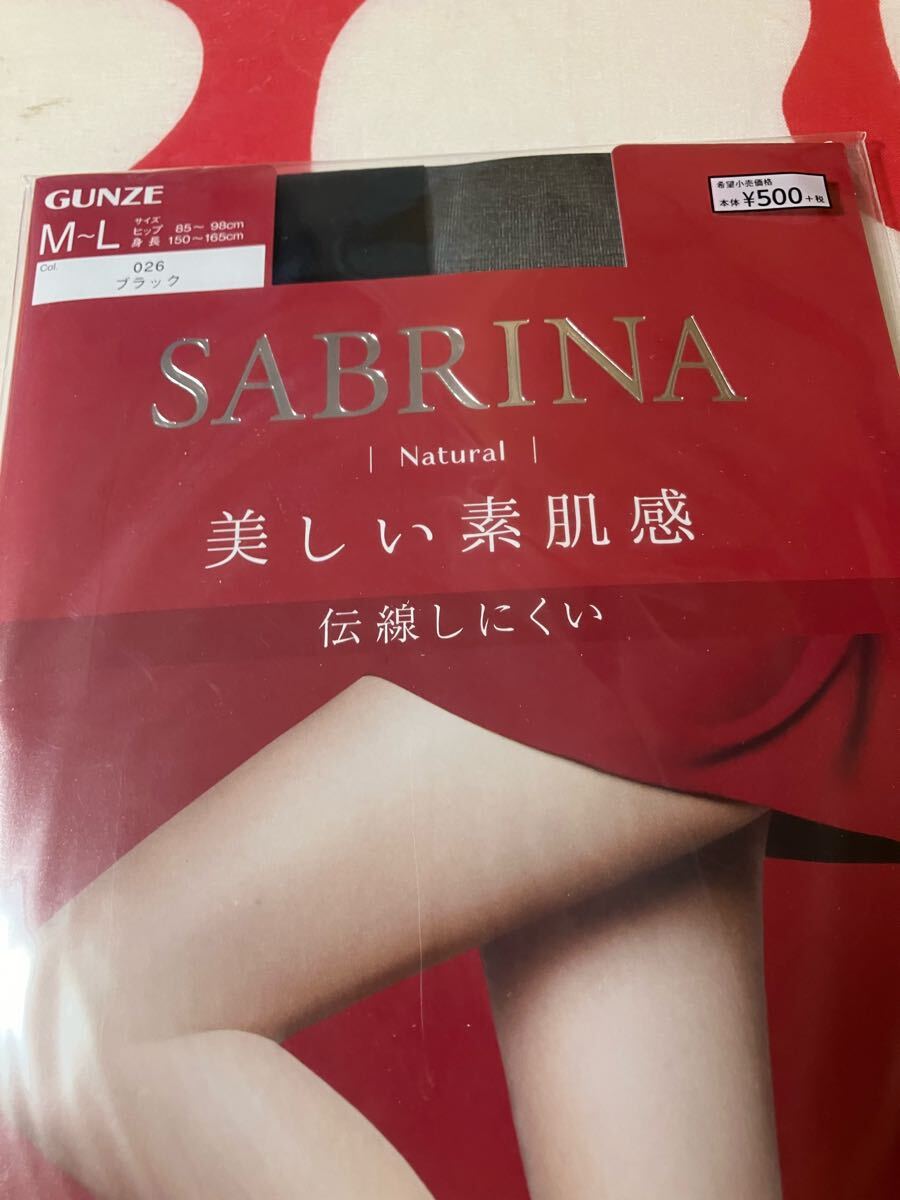 GUNZE
M~L
サイズ
ヒップ 85～98cm
身長 150～165cm
Col.
026
ブラック
希望小売価格
本体 ¥500+税
SABRINA
| Natural |
美しい素肌感
伝線しにくい